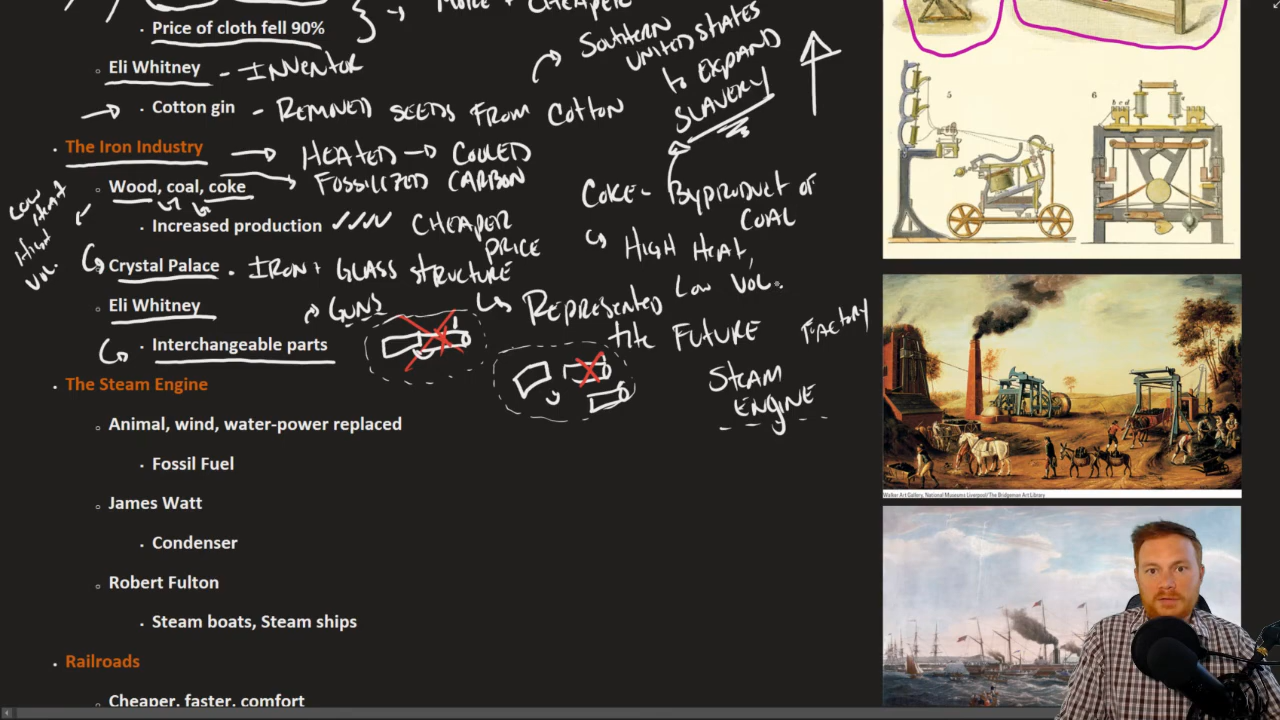 MORE + CHEAPER
Price of cloth fell 90%
Southern
UNITED STATES
to EXPAND
SLAVERY
Eli Whitney - INVENTOR
Cotton gin - REMOVED SEEDS FROM COTTON
The Iron Industry HEATED → COOLED
Wood, coal, coke FOSSILIZED CARBON
LOW
HEAT
HIGH
VOL.
Increased production CHEAPER
PRICE
COKE - BYPRODUCT OF
COAL
HIGH HEAT,
LOW VOL.
Crystal Palace . IRON + GLASS STRUCTURE
REPRESENTED
THE FUTURE
Eli Whitney
GUNS
Interchangeable parts
FACTORY
STEAM
ENGINE
The Steam Engine
Animal, wind, water-power replaced
Fossil Fuel
James Watt
Condenser
Robert Fulton
Steam boats, Steam ships
Railroads
Cheaper, faster, comfort
5
6
b c d
Walker Art Gallery, National Museums Liverpool/The Bridgeman Art Library